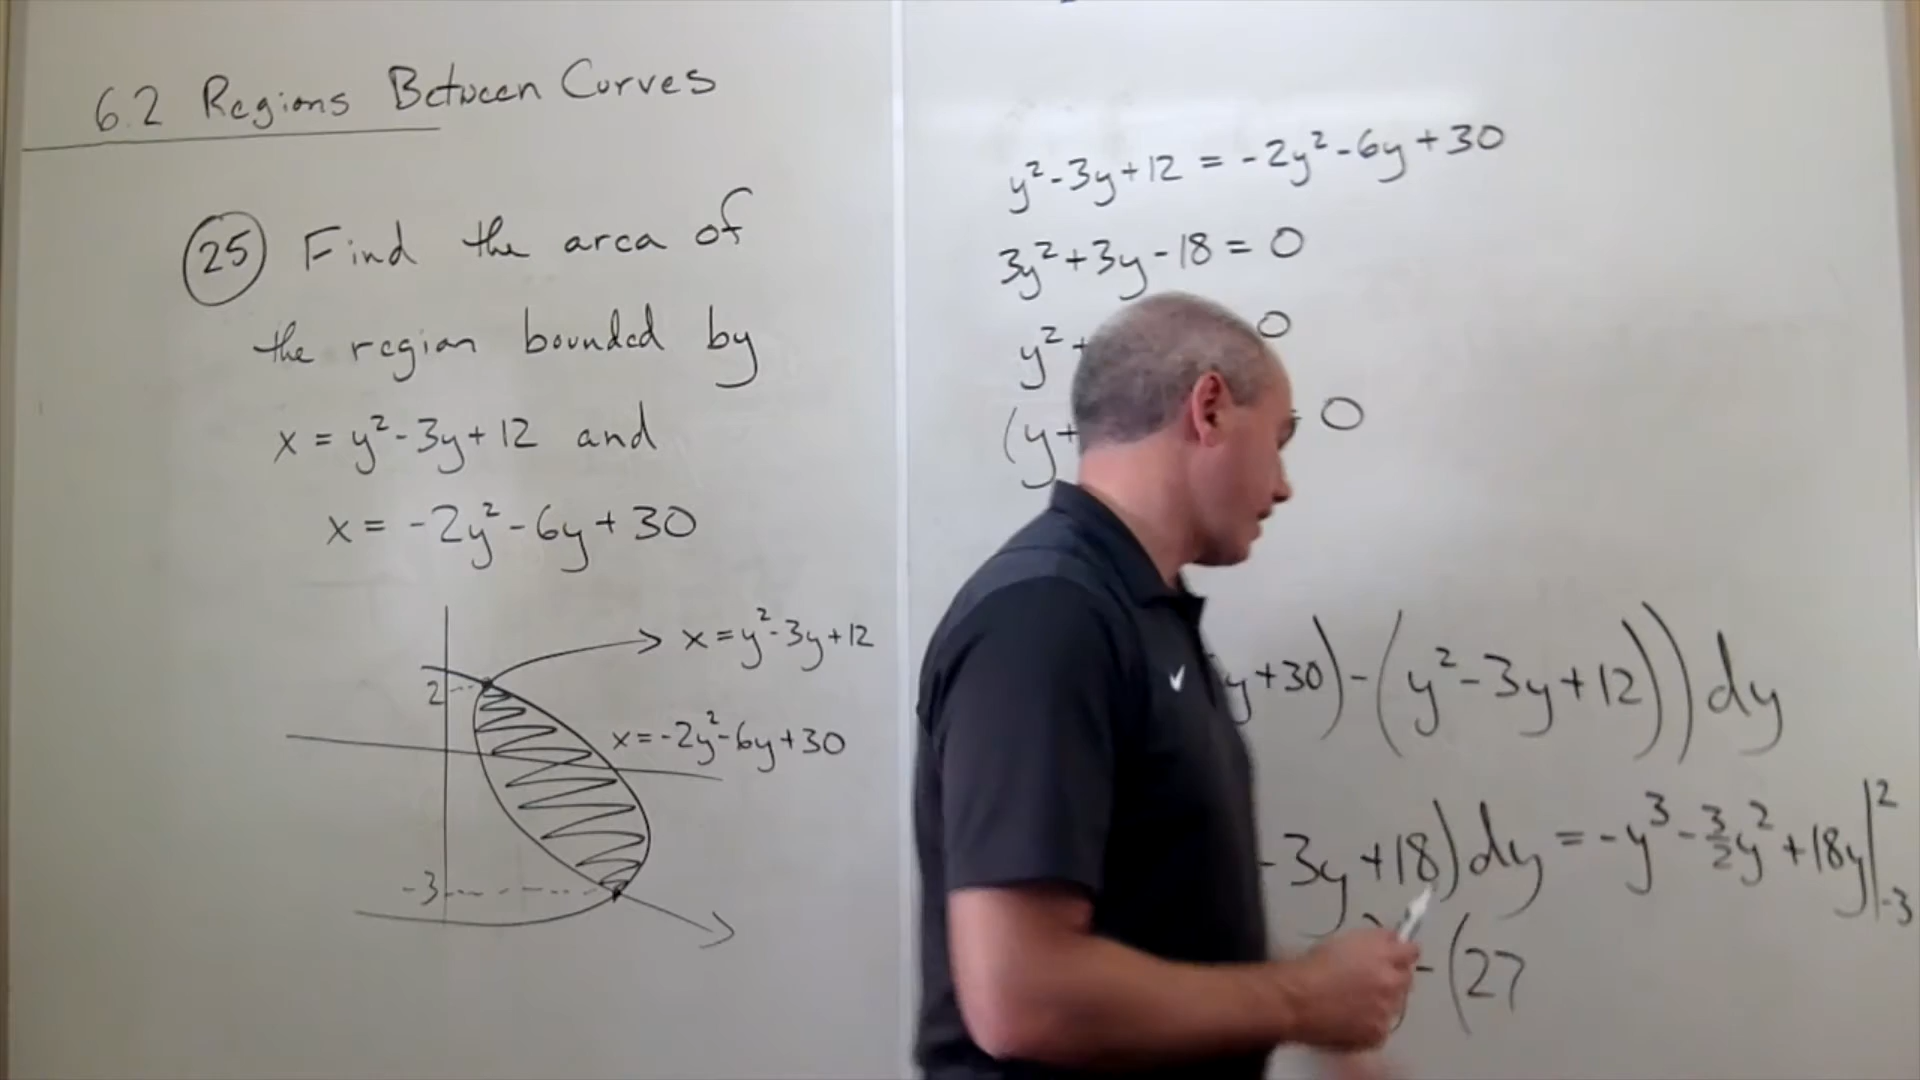 6.2 Regions Between Curves
25 Find the area of
the region bounded by
x = y² - 3y + 12 and
x = -2y² - 6y + 30
x = y² - 3y + 12
2
x = -2y² - 6y + 30
-3
y² - 3y + 12 = -2y² - 6y + 30
3y² + 3y - 18 = 0
y² + 0
(y+ = 0
y + 30) - (y² - 3y + 12)) dy
- 3y + 18) dy = -y³ - 3/2 y² + 18y |²₋₃
) - (27